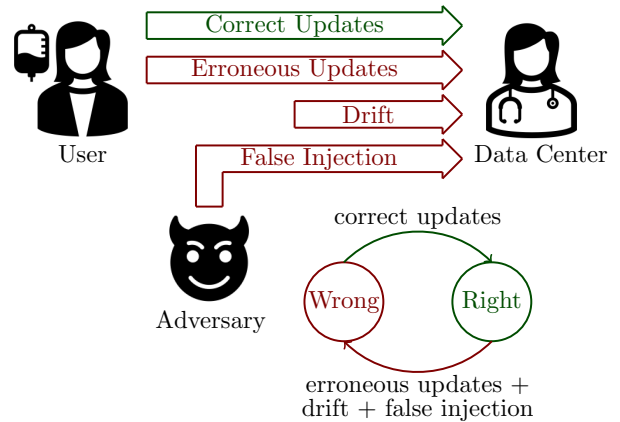 Correct Updates
Erroneous Updates
Drift
False Injection
User
Data Center
Adversary
correct updates
Wrong
Right
erroneous updates +
drift + false injection